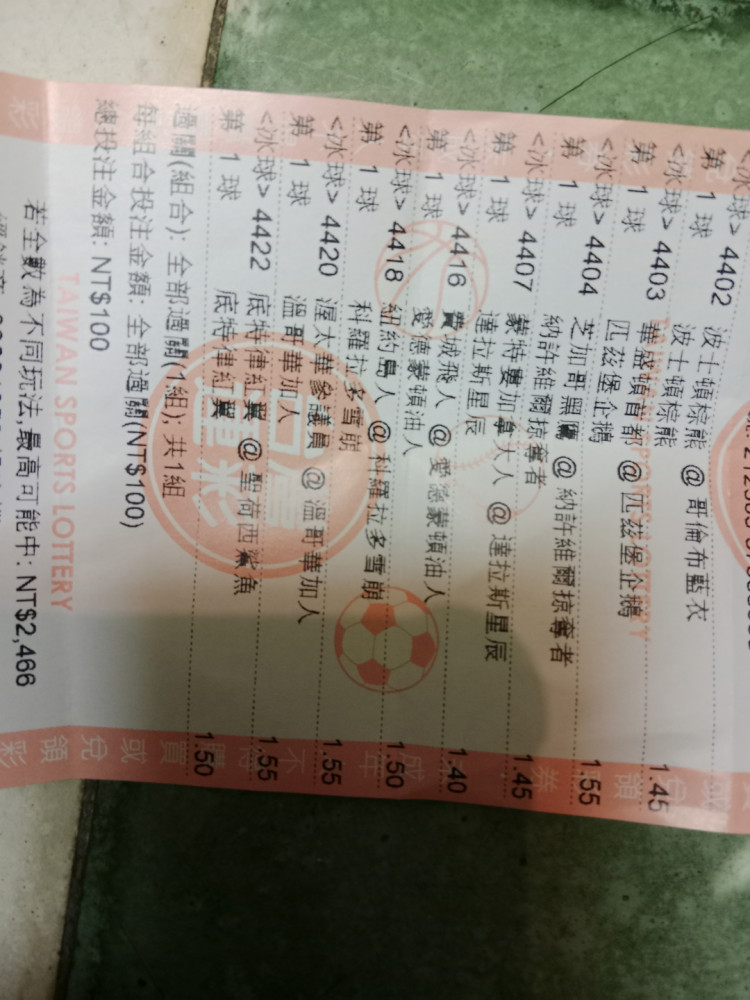 <冰球> 4402 波士頓棕熊 @ 哥倫布藍衣
第 1 球 波士頓棕熊 1.45
<冰球> 4403 華盛頓首都 @ 匹茲堡企鵝
第 1 球 匹茲堡企鵝 1.55
<冰球> 4404 芝加哥黑鷹 @ 納許維爾掠奪者
第 1 球 納許維爾掠奪者 1.45
<冰球> 4407 蒙特婁加拿大人 @ 達拉斯星辰
第 1 球 達拉斯星辰 1.40
<冰球> 4416 費城飛人 @ 愛德蒙頓油人
第 1 球 愛德蒙頓油人 1.50
<冰球> 4418 紐約島人 @ 科羅拉多雪崩
第 1 球 科羅拉多雪崩 1.55
<冰球> 4420 渥太華參議員 @ 溫哥華加人
第 1 球 溫哥華加人 1.55
<冰球> 4422 底特律紅翼 @ 聖荷西鯊魚
第 1 球 底特律紅翼 1.50
過關(組合): 全部過關(1組); 共1組
每組合投注金額: 全部過關(NT$100)
總投注金額: NT$100
TAIWAN SPORTS LOTTERY
若全數為不同玩法,最高可能中: NT$2,466
台灣
運彩